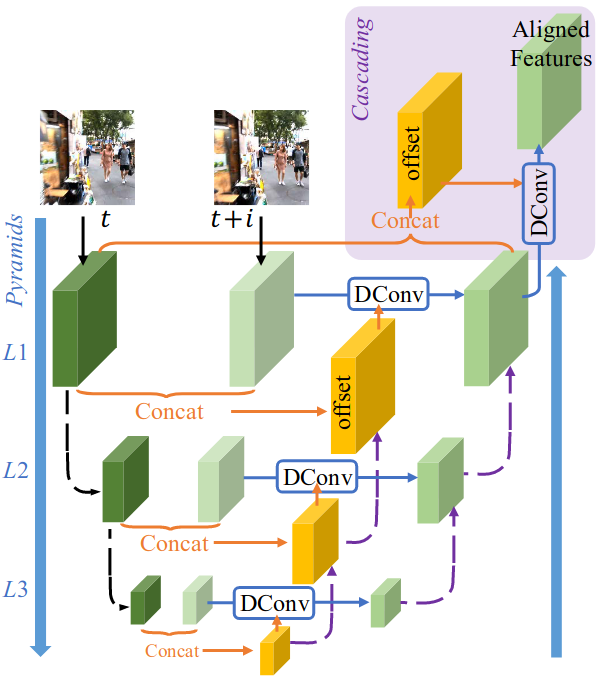 Cascading
Aligned
Features
offset
DConv
Concat
t
t+i
Pyramids
DConv
L1
offset
Concat
L2
DConv
Concat
L3
DConv
Concat